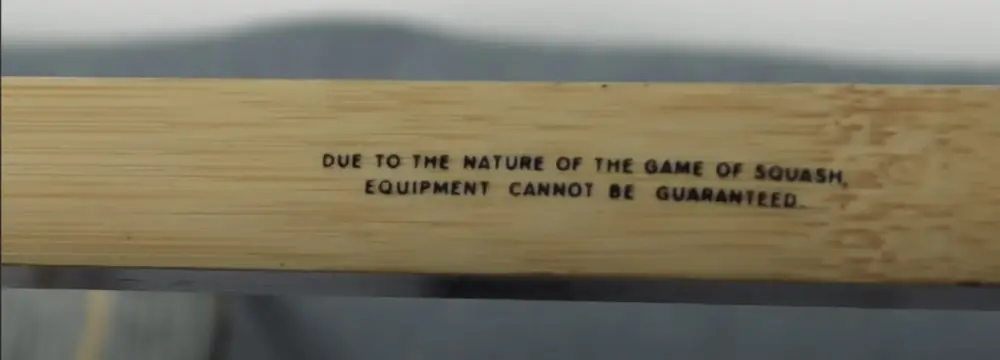 DUE TO THE NATURE OF THE GAME OF SQUASH,
EQUIPMENT CANNOT BE GUARANTEED.